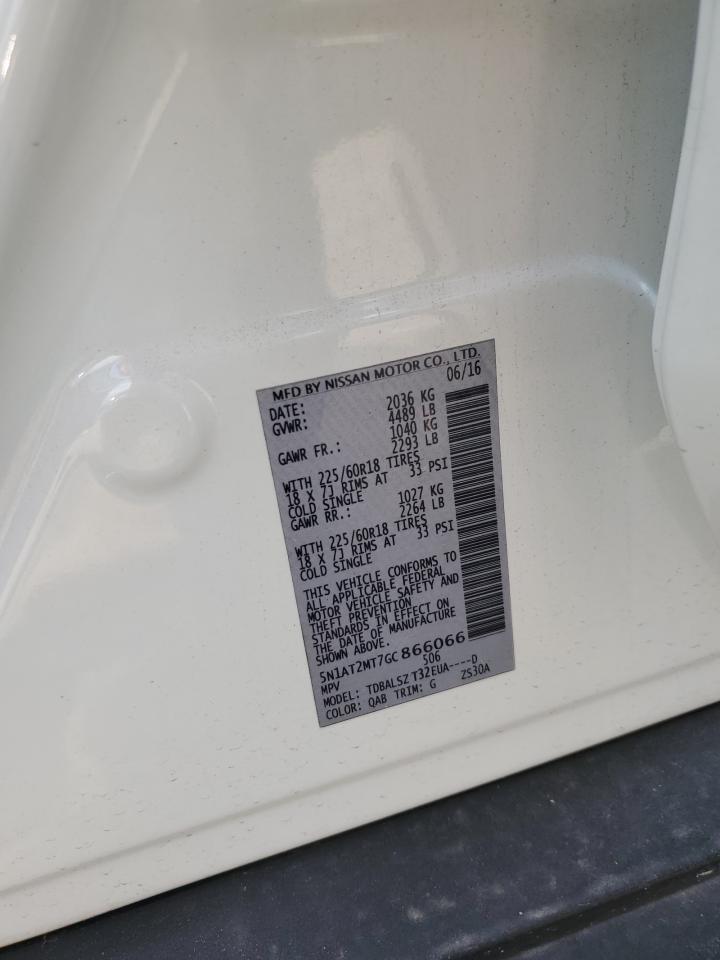 MFD BY NISSAN MOTOR CO., LTD.
DATE: 06/16
GVWR: 2036 KG
4489 LB
GAWR FR.: 1040 KG
2293 LB
WITH 225/60R18 TIRES
18 X 7J RIMS AT 33 PSI
COLD SINGLE
GAWR RR.: 1027 KG
2264 LB
WITH 225/60R18 TIRES
18 X 7J RIMS AT 33 PSI
COLD SINGLE
THIS VEHICLE CONFORMS TO
ALL APPLICABLE FEDERAL
MOTOR VEHICLE SAFETY AND
THEFT PREVENTION
STANDARDS IN EFFECT ON
THE DATE OF MANUFACTURE
SHOWN ABOVE.
5N1AT2MT7GC866066
MPV 506
MODEL: TDBALSZ T32EUA----D
COLOR: QAB TRIM: G ZS30A